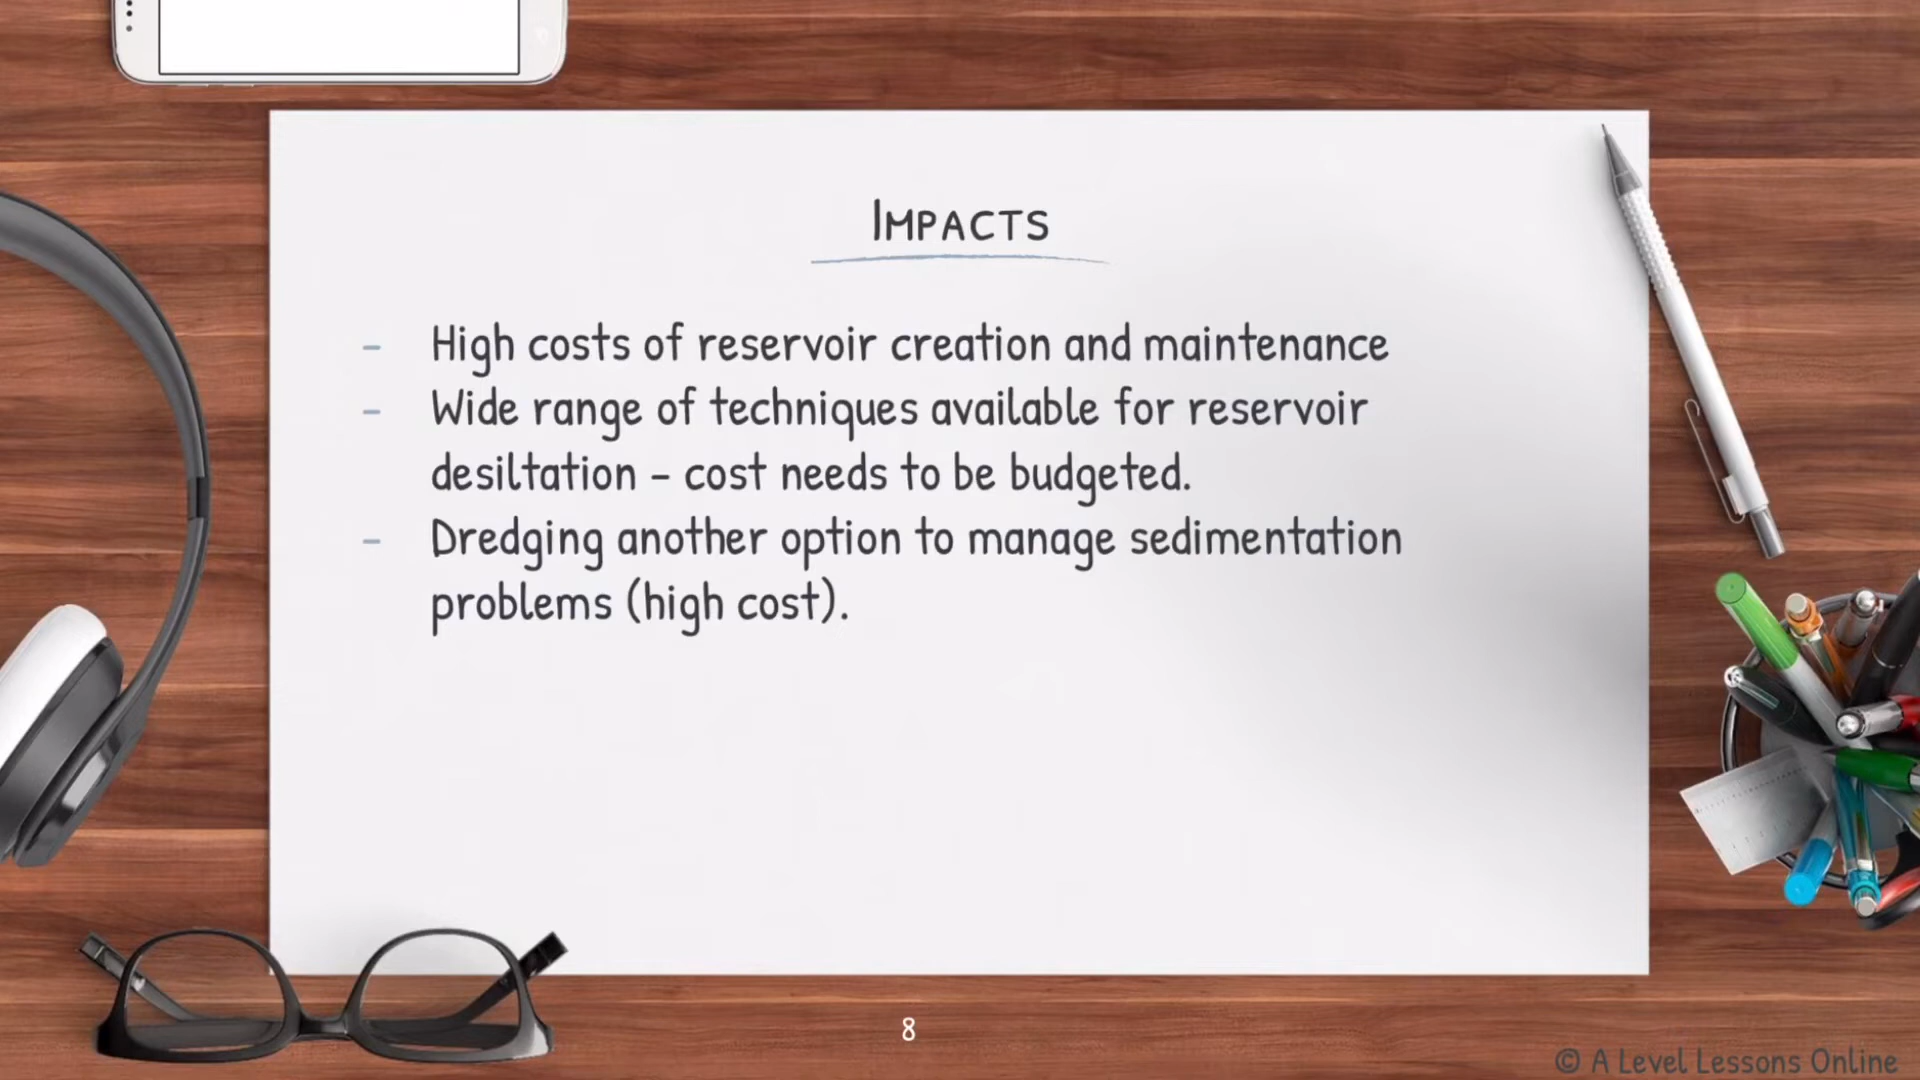 Impacts
- High costs of reservoir creation and maintenance
- Wide range of techniques available for reservoir
desiltation – cost needs to be budgeted.
- Dredging another option to manage sedimentation
problems (high cost).
8
© A Level Lessons Online